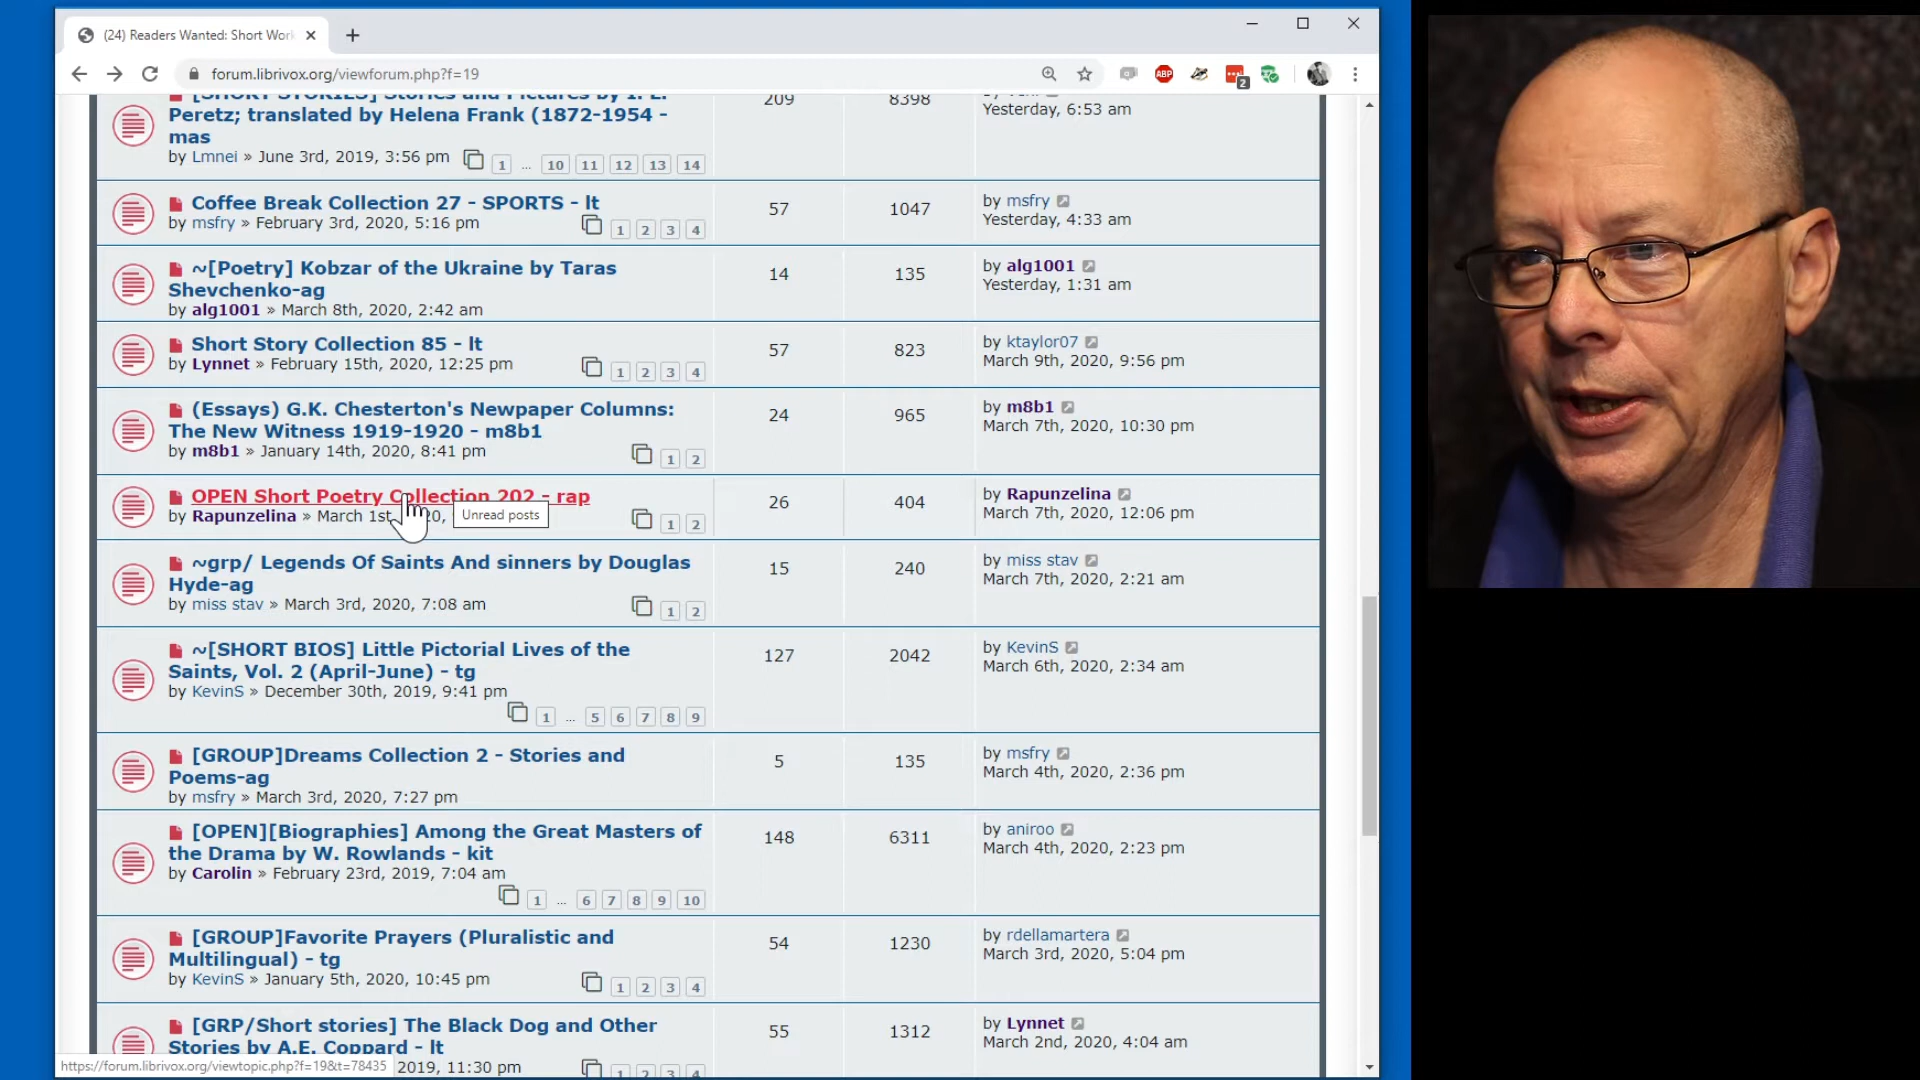 (24) Readers Wanted: Short Work
forum.librivox.org/viewforum.php?f=19
ABP
2
[SHORT STORIES] Stories and Pictures by I. L.
Peretz; translated by Helena Frank (1872-1954 -
mas
by Lmnei » June 3rd, 2019, 3:56 pm
1 ... 10 11 12 13 14
209
8398
Yesterday, 6:53 am
Coffee Break Collection 27 - SPORTS - lt
by msfry » February 3rd, 2020, 5:16 pm
1 2 3 4
57
1047
by msfry
Yesterday, 4:33 am
~[Poetry] Kobzar of the Ukraine by Taras
Shevchenko-ag
by alg1001 » March 8th, 2020, 2:42 am
14
135
by alg1001
Yesterday, 1:31 am
Short Story Collection 85 - lt
by Lynnet » February 15th, 2020, 12:25 pm
1 2 3 4
57
823
by ktaylor07
March 9th, 2020, 9:56 pm
(Essays) G.K. Chesterton's Newpaper Columns:
The New Witness 1919-1920 - m8b1
by m8b1 » January 14th, 2020, 8:41 pm
1 2
24
965
by m8b1
March 7th, 2020, 10:30 pm
OPEN Short Poetry Collection 202 - rap
by Rapunzelina » March 1st, 2020,
Unread posts
1 2
26
404
by Rapunzelina
March 7th, 2020, 12:06 pm
~grp/ Legends Of Saints And sinners by Douglas
Hyde-ag
by miss stav » March 3rd, 2020, 7:08 am
1 2
15
240
by miss stav
March 7th, 2020, 2:21 am
~[SHORT BIOS] Little Pictorial Lives of the
Saints, Vol. 2 (April-June) - tg
by KevinS » December 30th, 2019, 9:41 pm
1 ... 5 6 7 8 9
127
2042
by KevinS
March 6th, 2020, 2:34 am
[GROUP]Dreams Collection 2 - Stories and
Poems-ag
by msfry » March 3rd, 2020, 7:27 pm
5
135
by msfry
March 4th, 2020, 2:36 pm
[OPEN][Biographies] Among the Great Masters of
the Drama by W. Rowlands - kit
by Carolin » February 23rd, 2019, 7:04 am
1 ... 6 7 8 9 10
148
6311
by aniroo
March 4th, 2020, 2:23 pm
[GROUP]Favorite Prayers (Pluralistic and
Multilingual) - tg
by KevinS » January 5th, 2020, 10:45 pm
1 2 3 4
54
1230
by rdellamartera
March 3rd, 2020, 5:04 pm
[GRP/Short stories] The Black Dog and Other
Stories by A.E. Coppard - lt
2019, 11:30 pm
1 2 3 4
55
1312
by Lynnet
March 2nd, 2020, 4:04 am
https://forum.librivox.org/viewtopic.php?f=19&t=78435